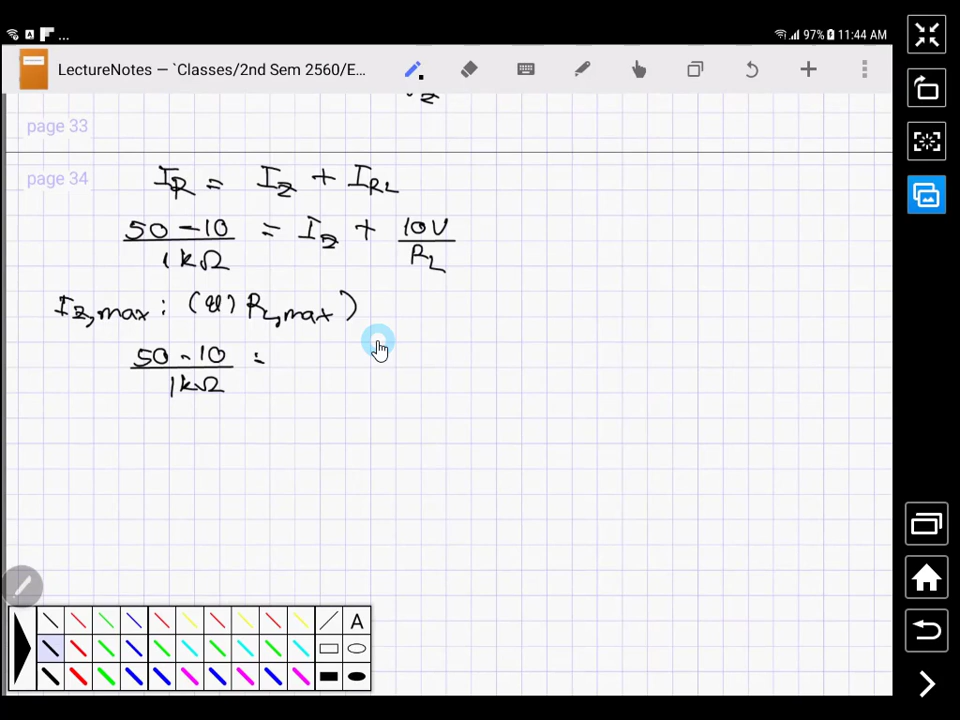 ... 97% 11:44 AM
LectureNotes — `Classes/2nd Sem 2560/E...
page 33
page 34
I_R = I_Z + I_RL
50 - 10 / 1kΩ = I_Z + 10V / R_L
I_Z,max : ( R_L,max )
50 - 10 / 1kΩ =
A